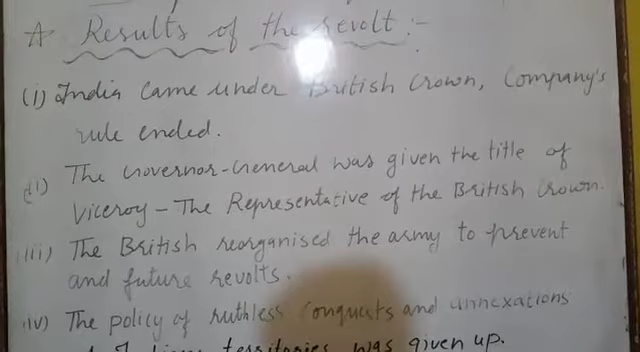 A Results of the revolt :-
(i) India Came under British Crown, Company's
rule ended.
(ii) The Governor-General was given the title of
Viceroy - The Representative of the British Crown.
(iii) The British reorganised the army to prevent
and future revolts.
(iv) The policy of ruthless Conquests and annexations
territories was given up.